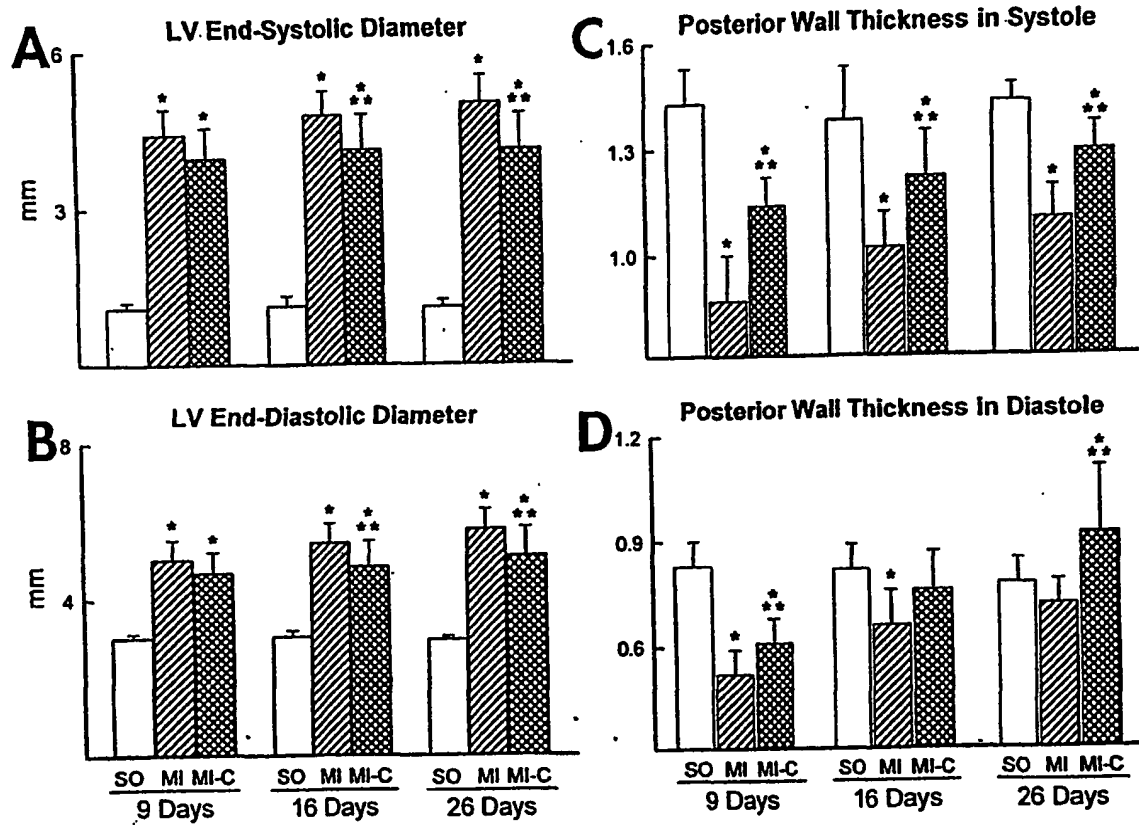 A LV End-Systolic Diameter
6
3
mm
* * * * ** * * **
B LV End-Diastolic Diameter
8
4
mm
* * * * ** * * **
SO MI MI-C SO MI MI-C SO MI MI-C
9 Days 16 Days 26 Days
C Posterior Wall Thickness in Systole
1.6
1.3
1.0
* * ** * * ** * * **
D Posterior Wall Thickness in Diastole
1.2
0.9
0.6
* * ** * * **
SO MI MI-C SO MI MI-C SO MI MI-C
9 Days 16 Days 26 Days